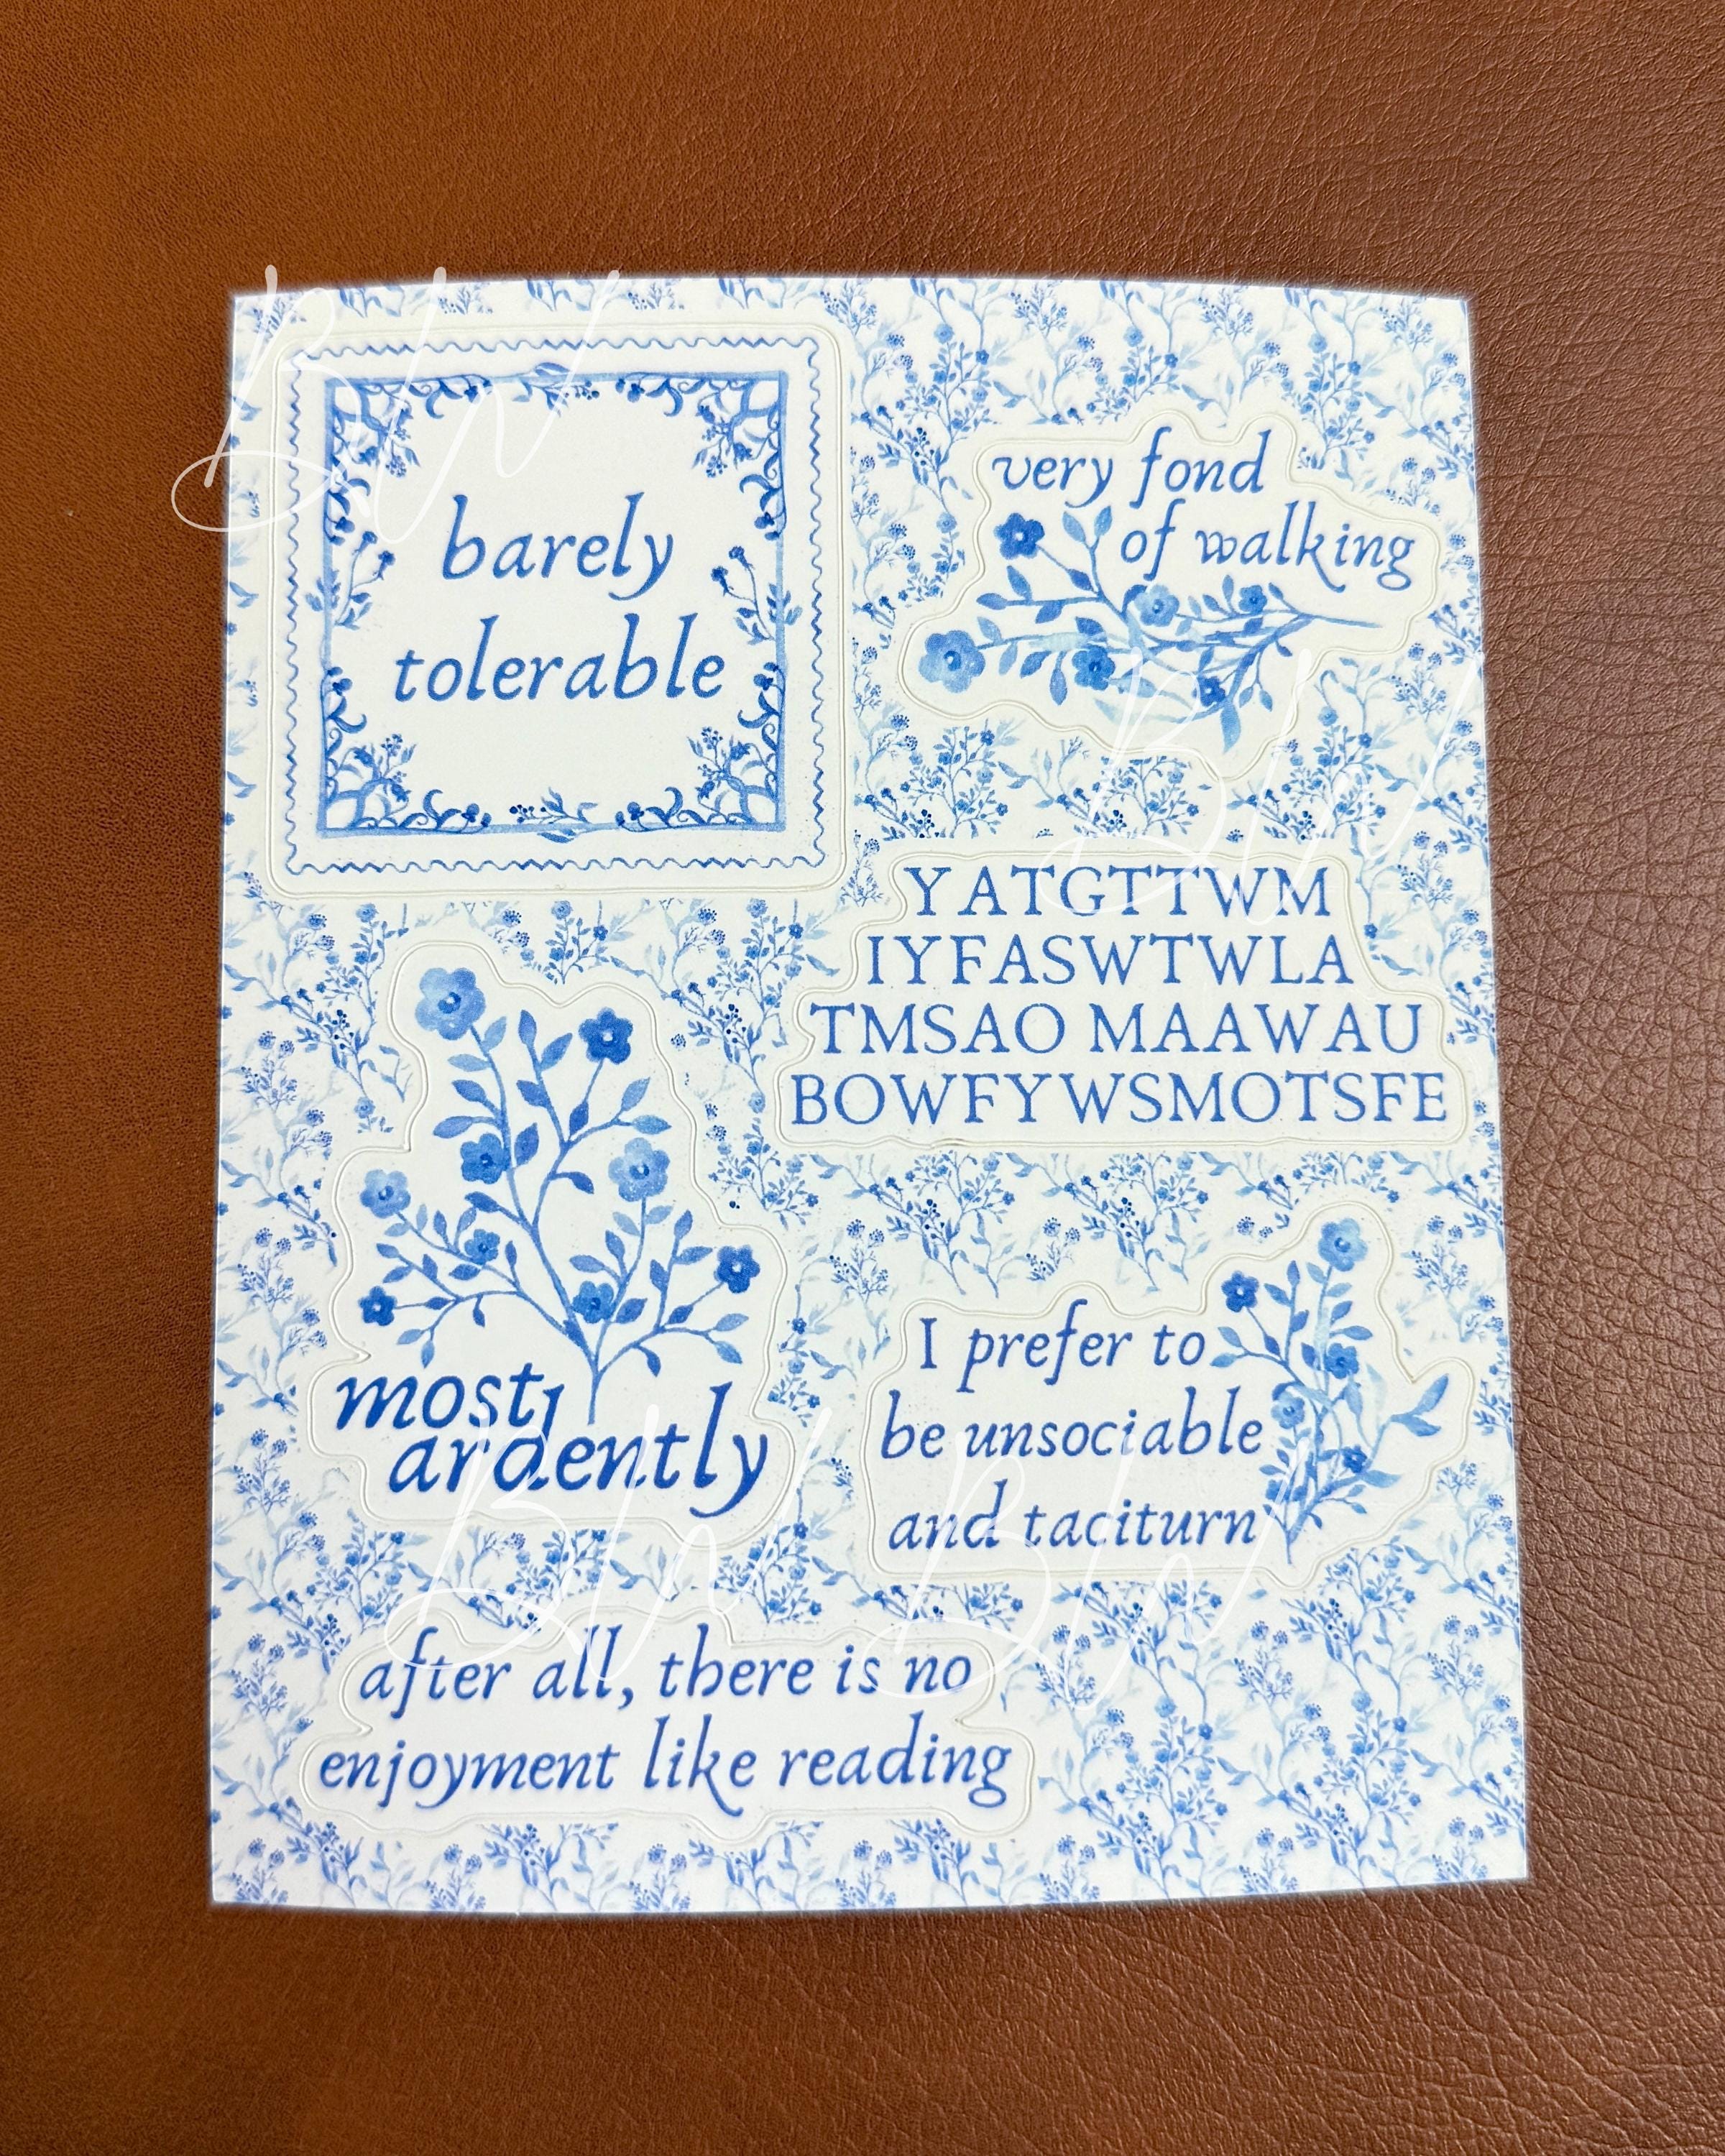 barely
tolerable
very fond
of walking
YATGTTWM
IYFASWTWLA
TMSAO MAAWAU
BOWFYWSMOTSFE
most
ardently
I prefer to
be unsociable
and taciturn
after all, there is no
enjoyment like reading